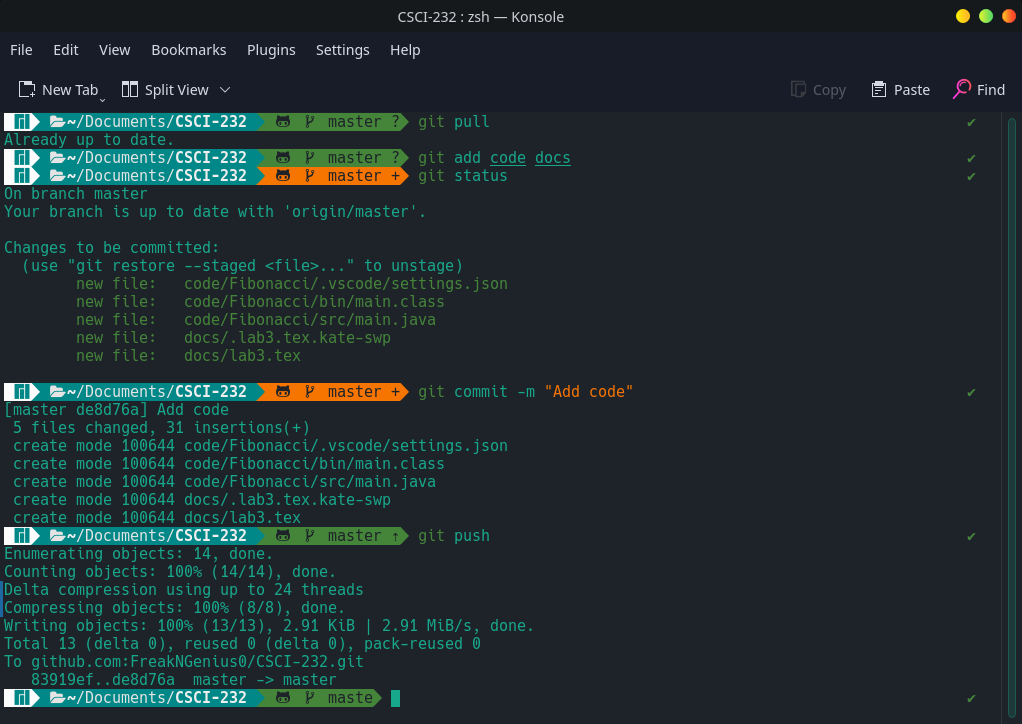 CSCI-232 : zsh — Konsole
File Edit View Bookmarks Plugins Settings Help
New Tab Split View Copy Paste Find
~/Documents/CSCI-232 master ? git pull ✔
Already up to date.
~/Documents/CSCI-232 master ? git add code docs ✔
~/Documents/CSCI-232 master + git status ✔
On branch master
Your branch is up to date with 'origin/master'.
Changes to be committed:
(use "git restore --staged <file>..." to unstage)
new file: code/Fibonacci/.vscode/settings.json
new file: code/Fibonacci/bin/main.class
new file: code/Fibonacci/src/main.java
new file: docs/.lab3.tex.kate-swp
new file: docs/lab3.tex
~/Documents/CSCI-232 master + git commit -m "Add code" ✔
[master de8d76a] Add code
5 files changed, 31 insertions(+)
create mode 100644 code/Fibonacci/.vscode/settings.json
create mode 100644 code/Fibonacci/bin/main.class
create mode 100644 code/Fibonacci/src/main.java
create mode 100644 docs/.lab3.tex.kate-swp
create mode 100644 docs/lab3.tex
~/Documents/CSCI-232 master ↑ git push ✔
Enumerating objects: 14, done.
Counting objects: 100% (14/14), done.
Delta compression using up to 24 threads
Compressing objects: 100% (8/8), done.
Writing objects: 100% (13/13), 2.91 KiB | 2.91 MiB/s, done.
Total 13 (delta 0), reused 0 (delta 0), pack-reused 0
To github.com:FreakNGenius0/CSCI-232.git
83919ef..de8d76a master -> master
~/Documents/CSCI-232 maste ✔